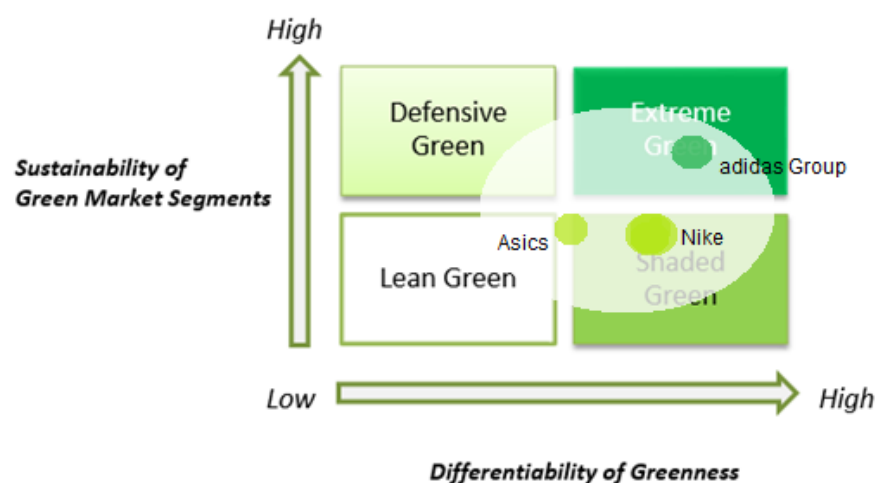 High
Defensive
Green
Extreme
Green
adidas Group
Sustainability of
Green Market Segments
Asics
Nike
Lean Green
Shaded
Green
Low
High
Differentiability of Greenness